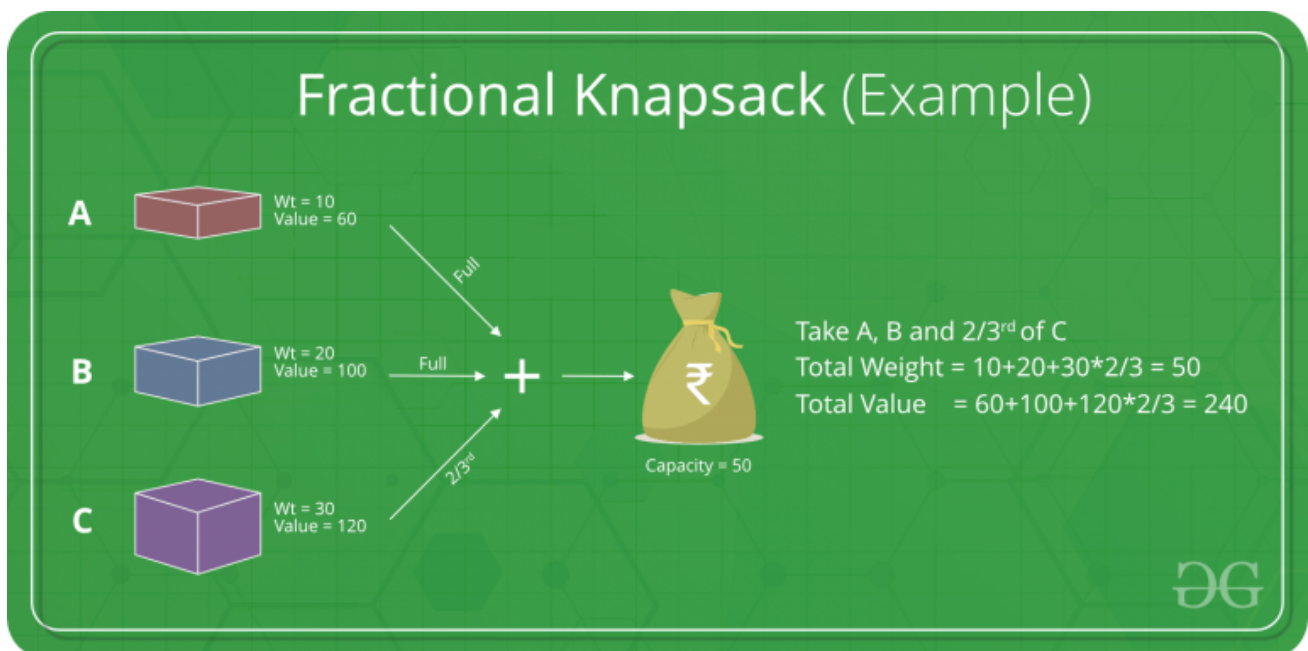 Fractional Knapsack (Example)
A
Wt = 10
Value = 60
Full
B
Wt = 20
Value = 100
Full
+
₹
Capacity = 50
C
Wt = 30
Value = 120
2/3rd
Take A, B and 2/3rd of C
Total Weight = 10+20+30*2/3 = 50
Total Value = 60+100+120*2/3 = 240